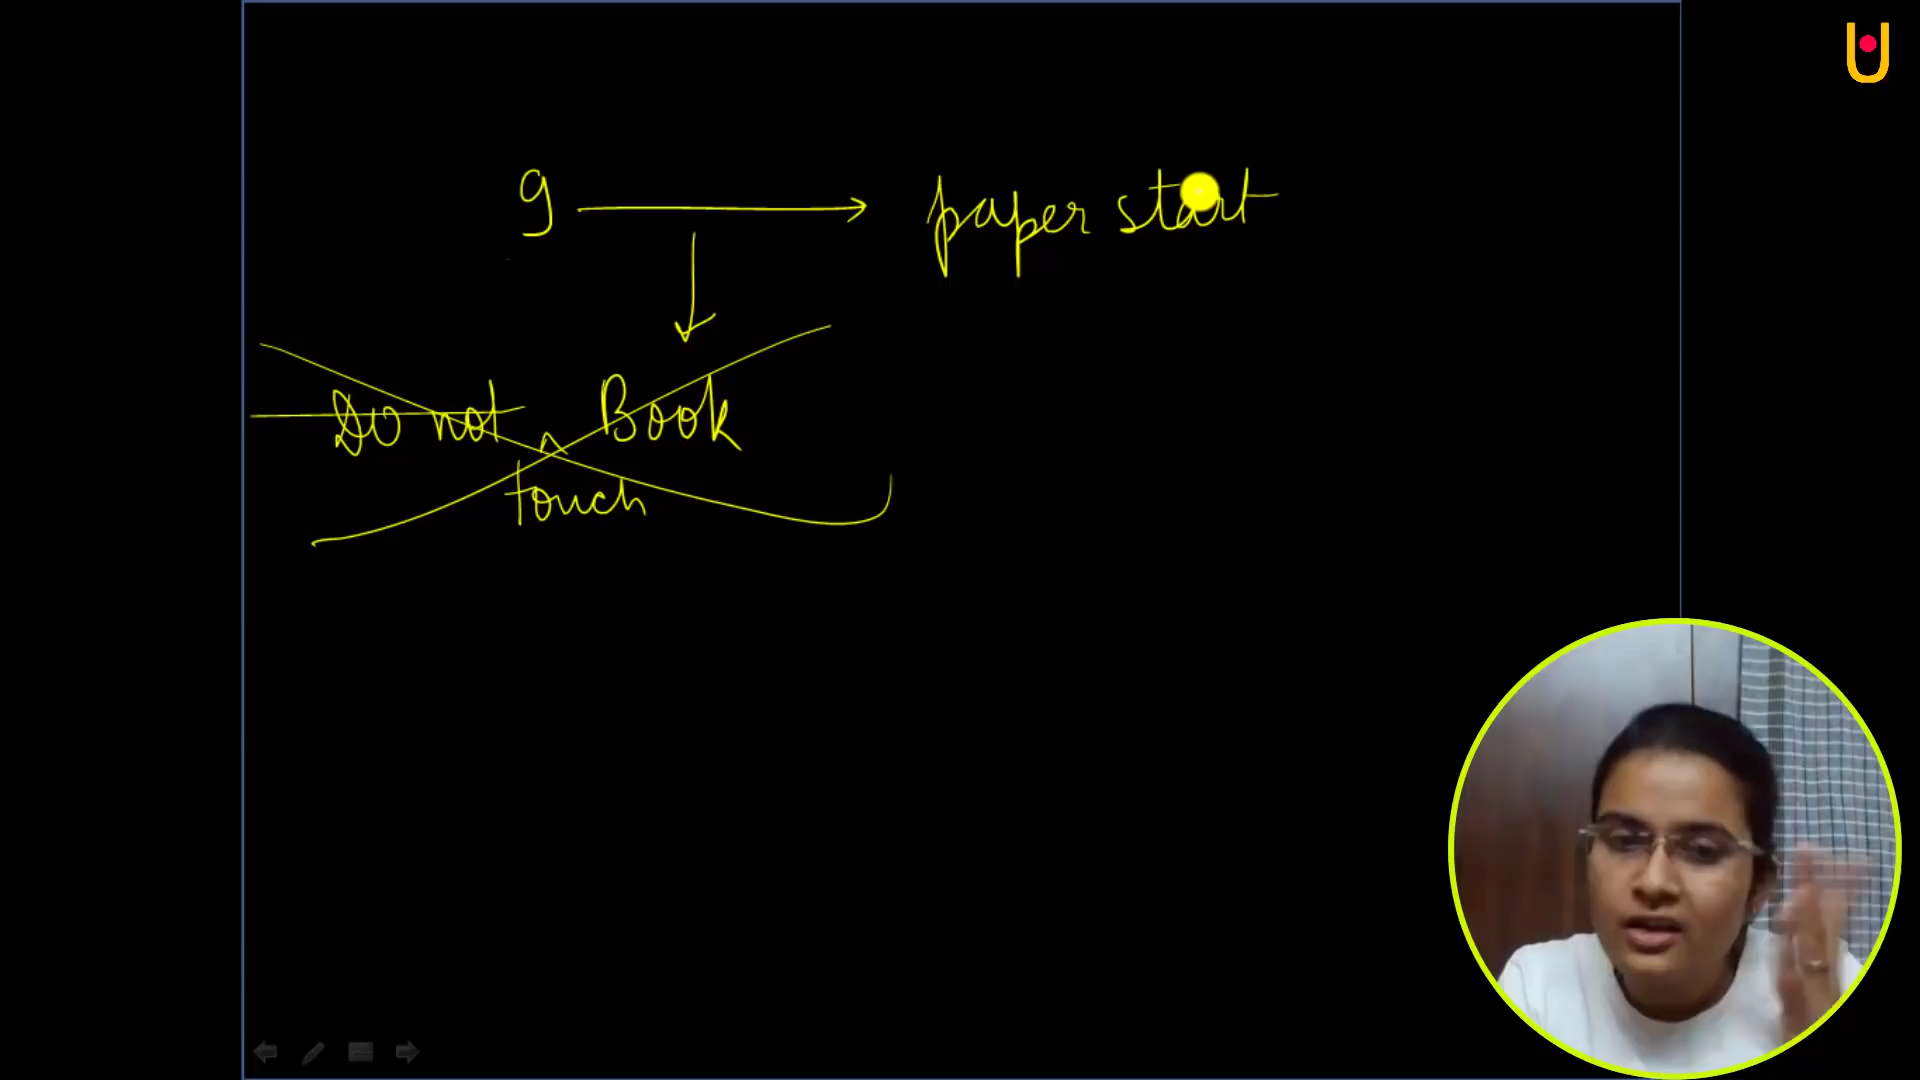 9 → paper start
Do not ^ Book
touch